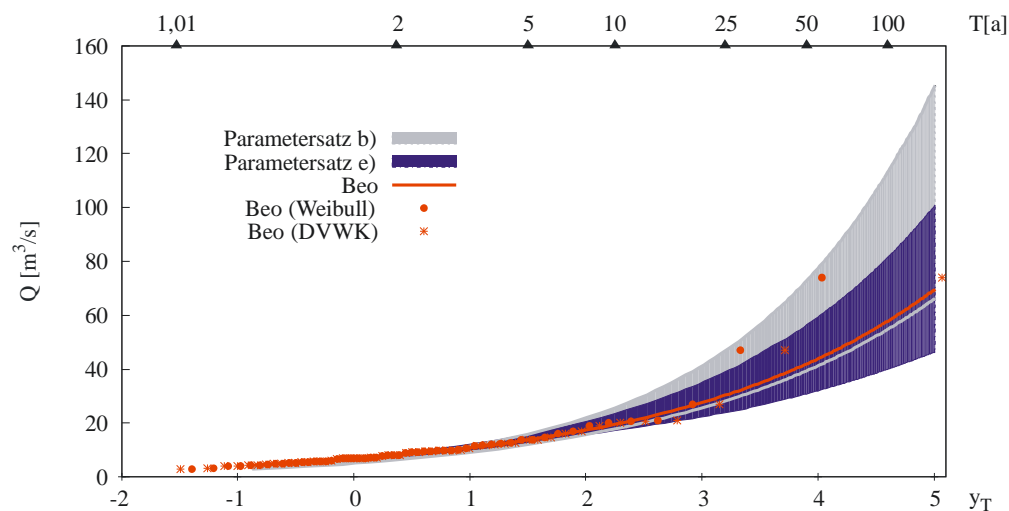 1,01 2 5 10 25 50 100 T[a]
160
140
120
100
80
60
40
20
0
Q [m³/s]
Parametersatz b)
Parametersatz e)
Beo
Beo (Weibull)
Beo (DVWK)
-2 -1 0 1 2 3 4 5 y_T